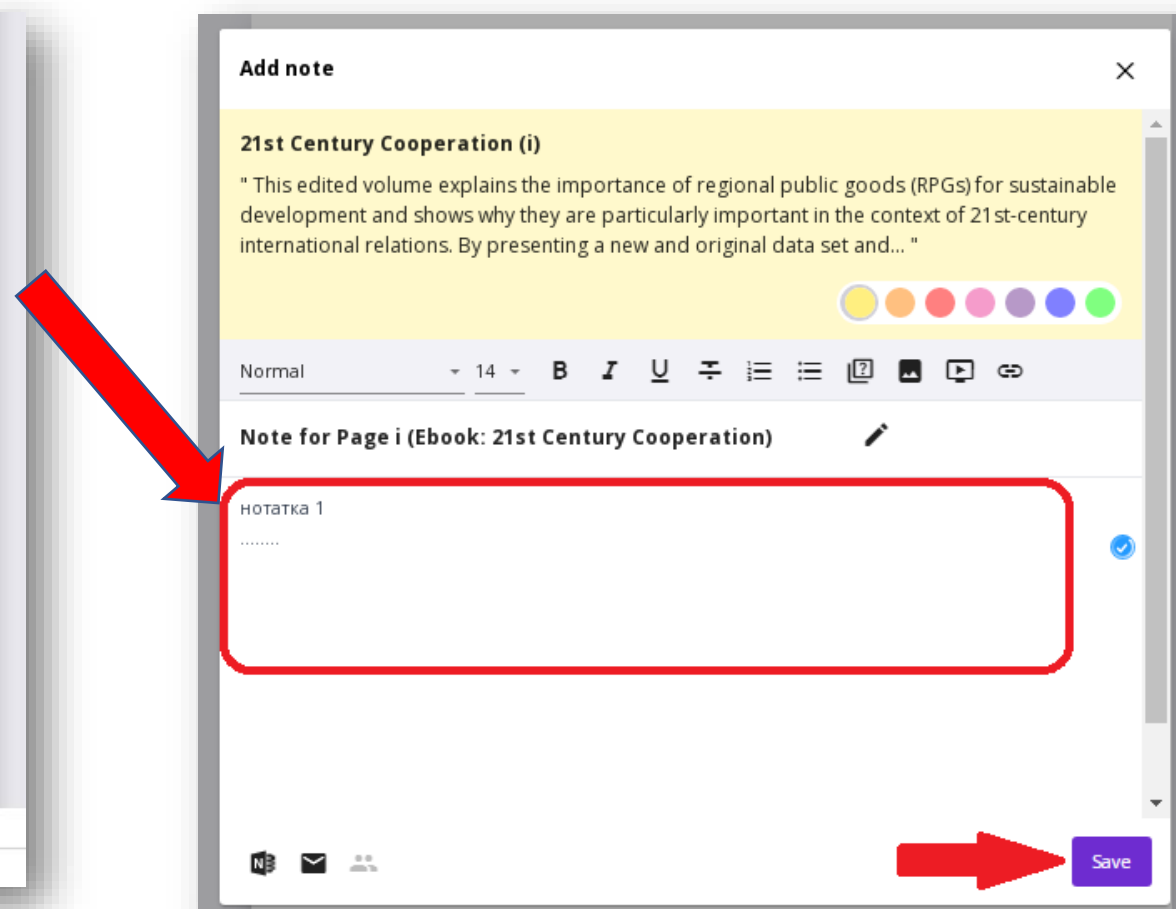 Add note
21st Century Cooperation (i)
" This edited volume explains the importance of regional public goods (RPGs) for sustainable
development and shows why they are particularly important in the context of 21st-century
international relations. By presenting a new and original data set and... "
Normal 14 B I U
Note for Page i (Ebook: 21st Century Cooperation)
нотатка 1
........
Save